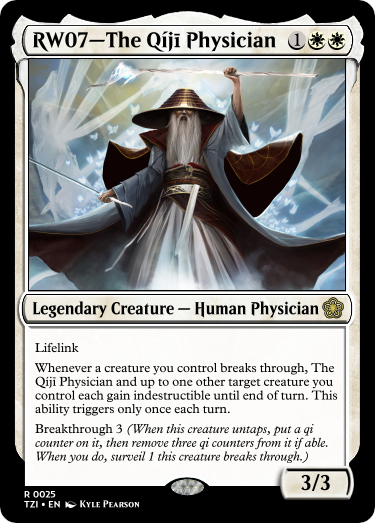 RW07—The Qíjī Physician 1
Legendary Creature — Human Physician
Lifelink
Whenever a creature you control breaks through, The
Qíjī Physician and up to one other target creature you
control each gain indestructible until end of turn. This
ability triggers only once each turn.
Breakthrough 3 (When this creature untaps, put a qi
counter on it, then remove three qi counters from it if able.
When you do, surveil 1 this creature breaks through.)
3/3
R 0025
TZI • EN Kyle Pearson